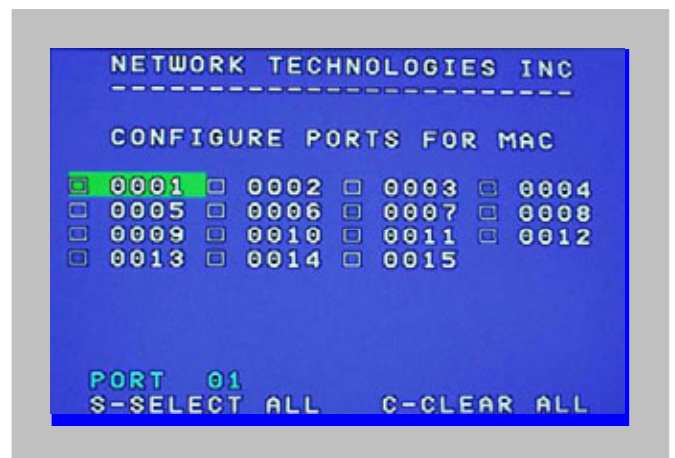 NETWORK TECHNOLOGIES INC
------------------------
CONFIGURE PORTS FOR MAC
0001 0002 0003 0004
0005 0006 0007 0008
0009 0010 0011 0012
0013 0014 0015
PORT 01
S-SELECT ALL C-CLEAR ALL